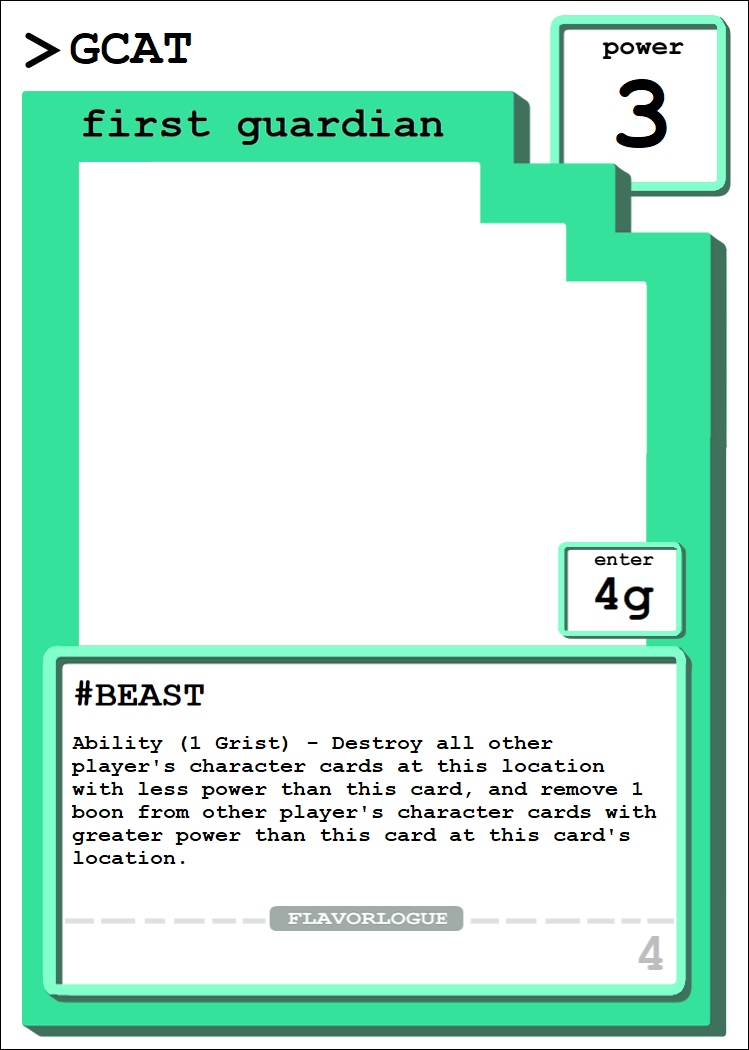 >GCAT
power
3
first guardian
enter
4g
#BEAST
Ability (1 Grist) - Destroy all other
player's character cards at this location
with less power than this card, and remove 1
boon from other player's character cards with
greater power than this card at this card's
location.
FLAVORLOGUE
4